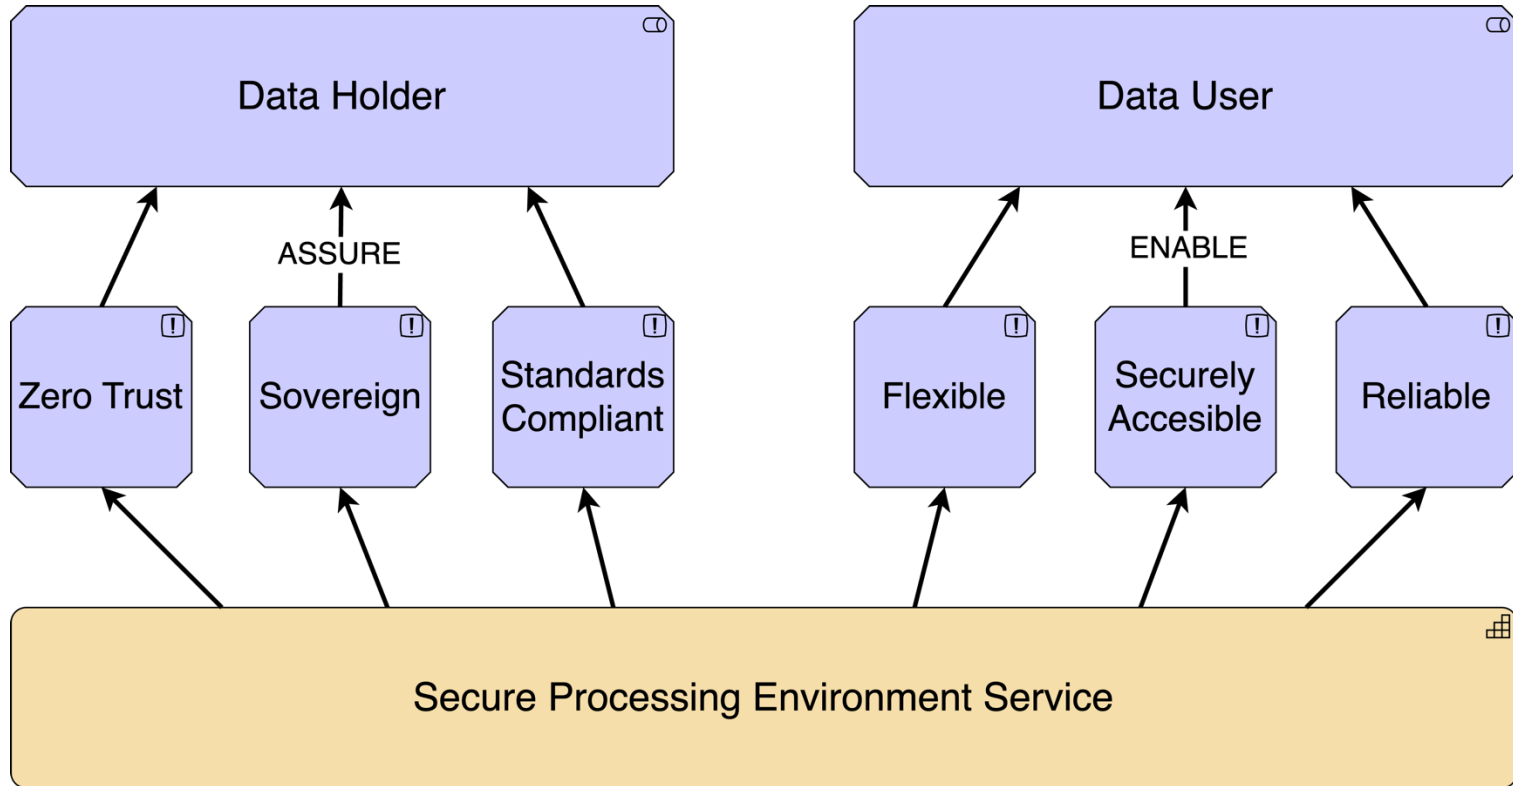 Data Holder
Data User
ASSURE
ENABLE
Zero Trust
Sovereign
Standards
Compliant
Flexible
Securely
Accesible
Reliable
Secure Processing Environment Service